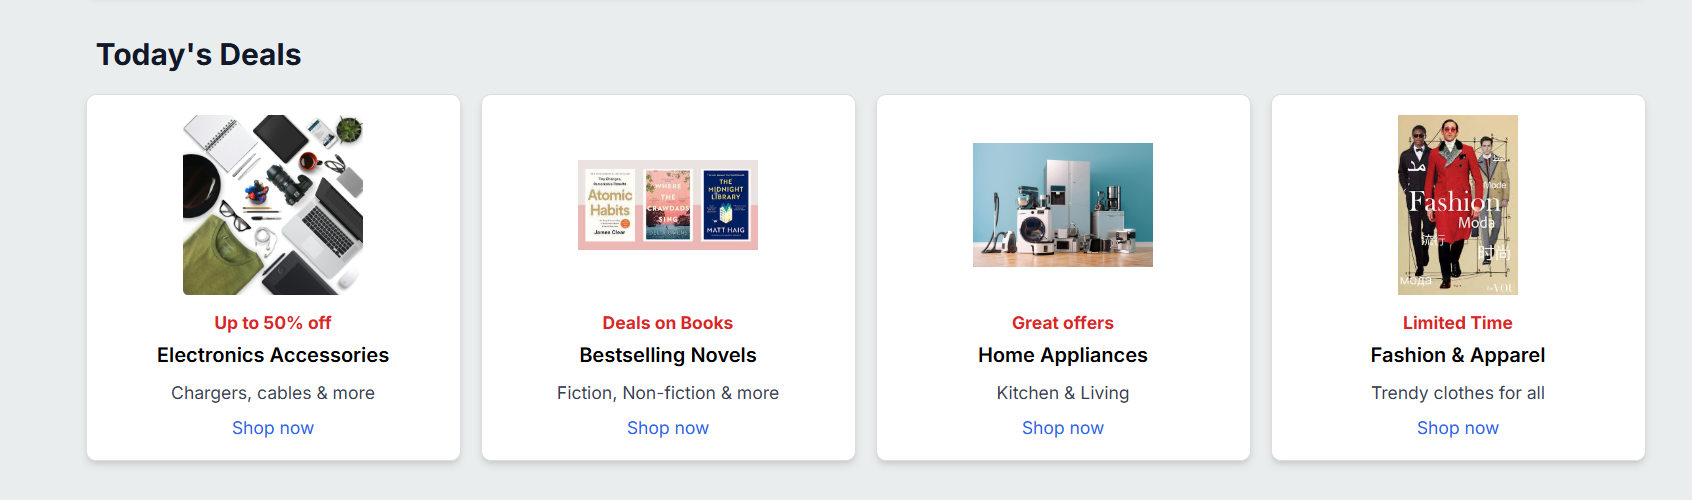 Today's Deals
Atomic
Habits
James Clear
WHERE
THE
CRAWDADS
SING
THE
MIDNIGHT
LIBRARY
MATT HAIG
Mode
Fashion
Moda
流行
时尚
мода
Up to 50% off
Electronics Accessories
Chargers, cables & more
Shop now
Deals on Books
Bestselling Novels
Fiction, Non-fiction & more
Shop now
Great offers
Home Appliances
Kitchen & Living
Shop now
Limited Time
Fashion & Apparel
Trendy clothes for all
Shop now